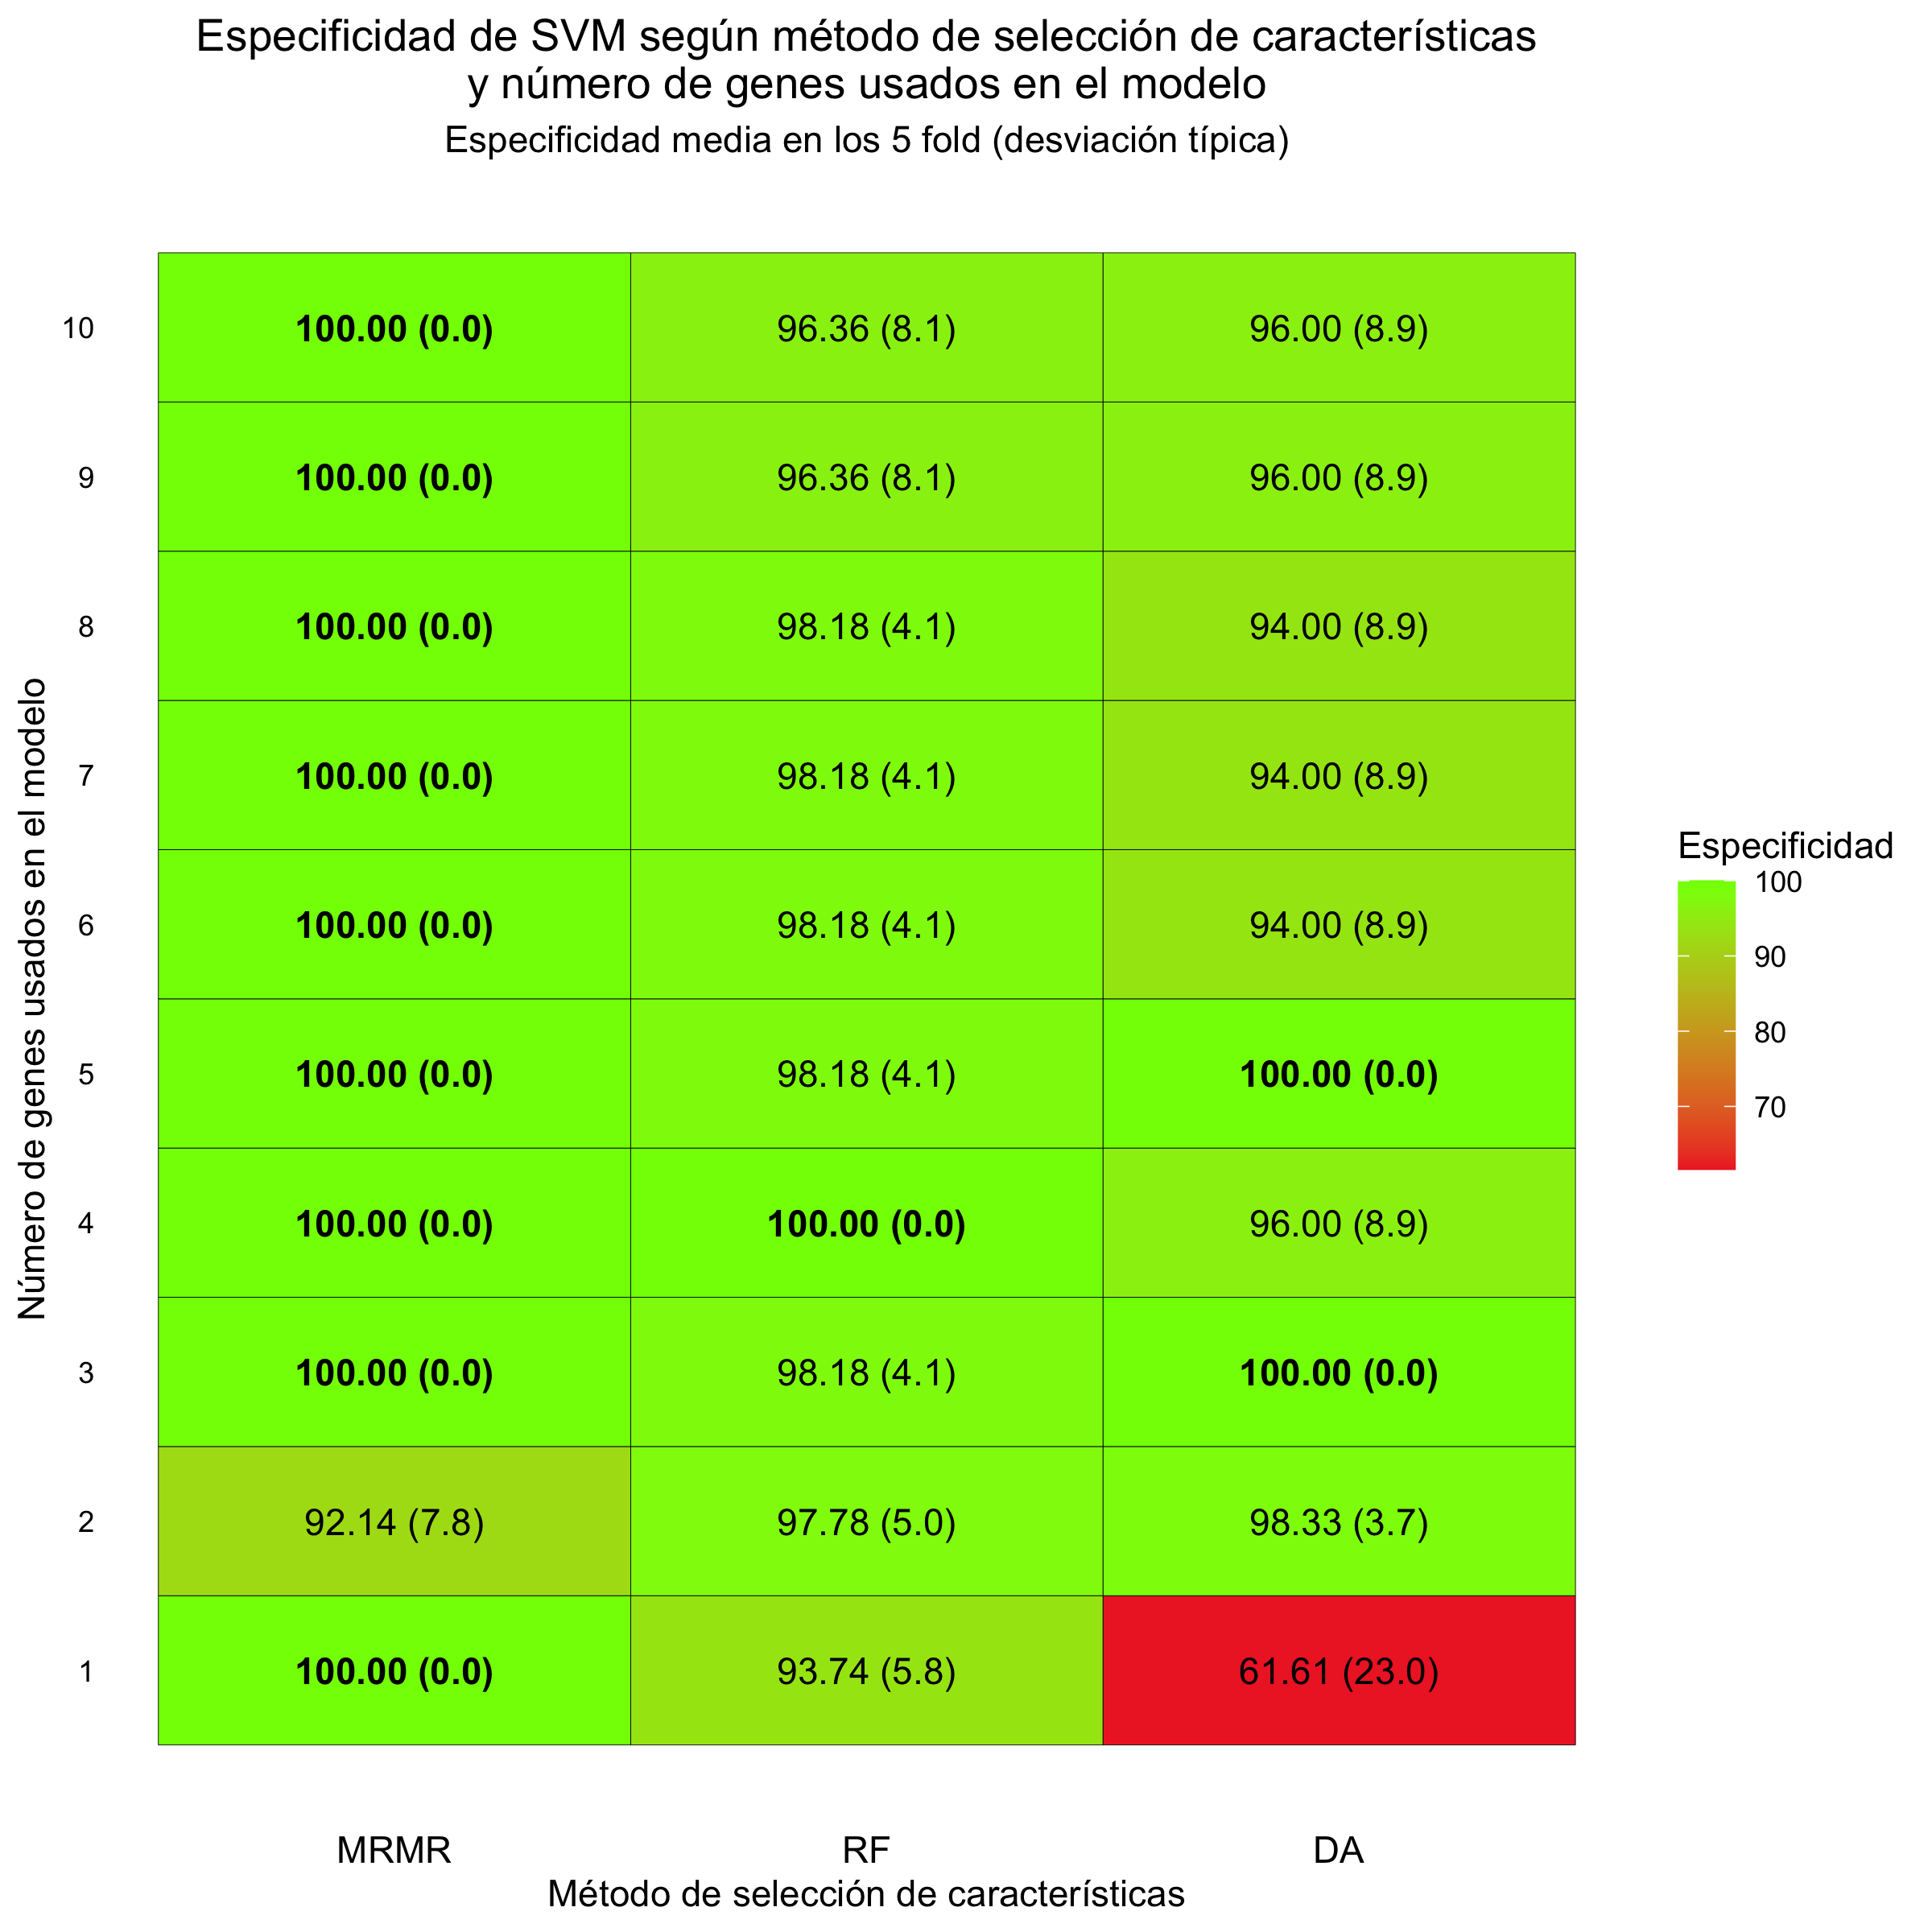 Especificidad de SVM según método de selección de características
y número de genes usados en el modelo
Especificidad media en los 5 fold (desviación típica)
Número de genes usados en el modelo
10 100.00 (0.0) 96.36 (8.1) 96.00 (8.9)
9 100.00 (0.0) 96.36 (8.1) 96.00 (8.9)
8 100.00 (0.0) 98.18 (4.1) 94.00 (8.9)
7 100.00 (0.0) 98.18 (4.1) 94.00 (8.9)
6 100.00 (0.0) 98.18 (4.1) 94.00 (8.9)
5 100.00 (0.0) 98.18 (4.1) 100.00 (0.0)
4 100.00 (0.0) 100.00 (0.0) 96.00 (8.9)
3 100.00 (0.0) 98.18 (4.1) 100.00 (0.0)
2 92.14 (7.8) 97.78 (5.0) 98.33 (3.7)
1 100.00 (0.0) 93.74 (5.8) 61.61 (23.0)
MRMR RF DA
Método de selección de características
Especificidad
100
90
80
70